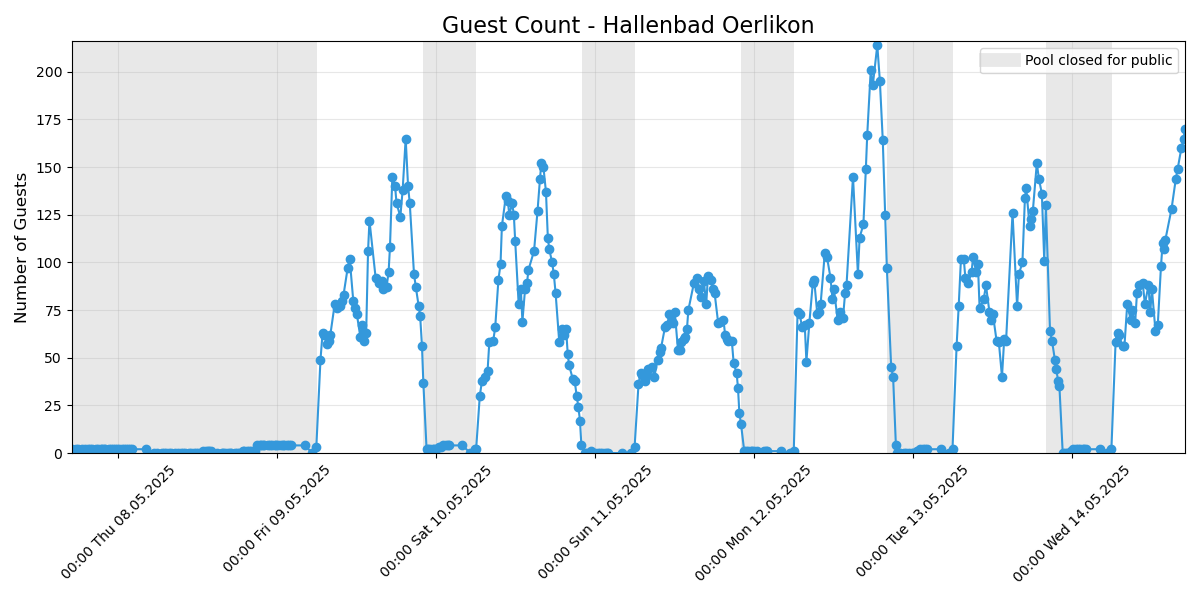 Guest Count - Hallenbad Oerlikon
Pool closed for public
Number of Guests
200
175
150
125
100
75
50
25
0
00:00 Thu 08.05.2025
00:00 Fri 09.05.2025
00:00 Sat 10.05.2025
00:00 Sun 11.05.2025
00:00 Mon 12.05.2025
00:00 Tue 13.05.2025
00:00 Wed 14.05.2025